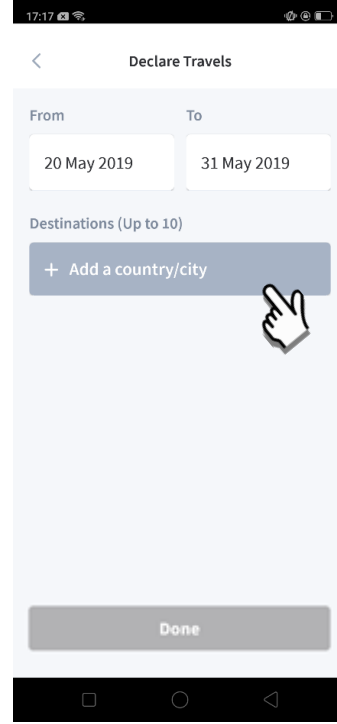 17:17
Declare Travels
From To
20 May 2019 31 May 2019
Destinations (Up to 10)
+ Add a country/city
Done